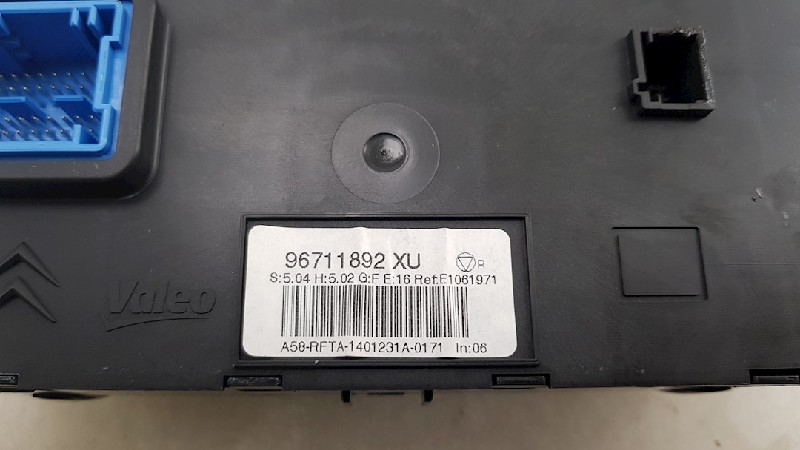 96711892 XU
R
S:5.04 H:5.02 G:F E:16 Ref:E1061971
A58-RFTA-1401231A-0171 In:06
Valeo